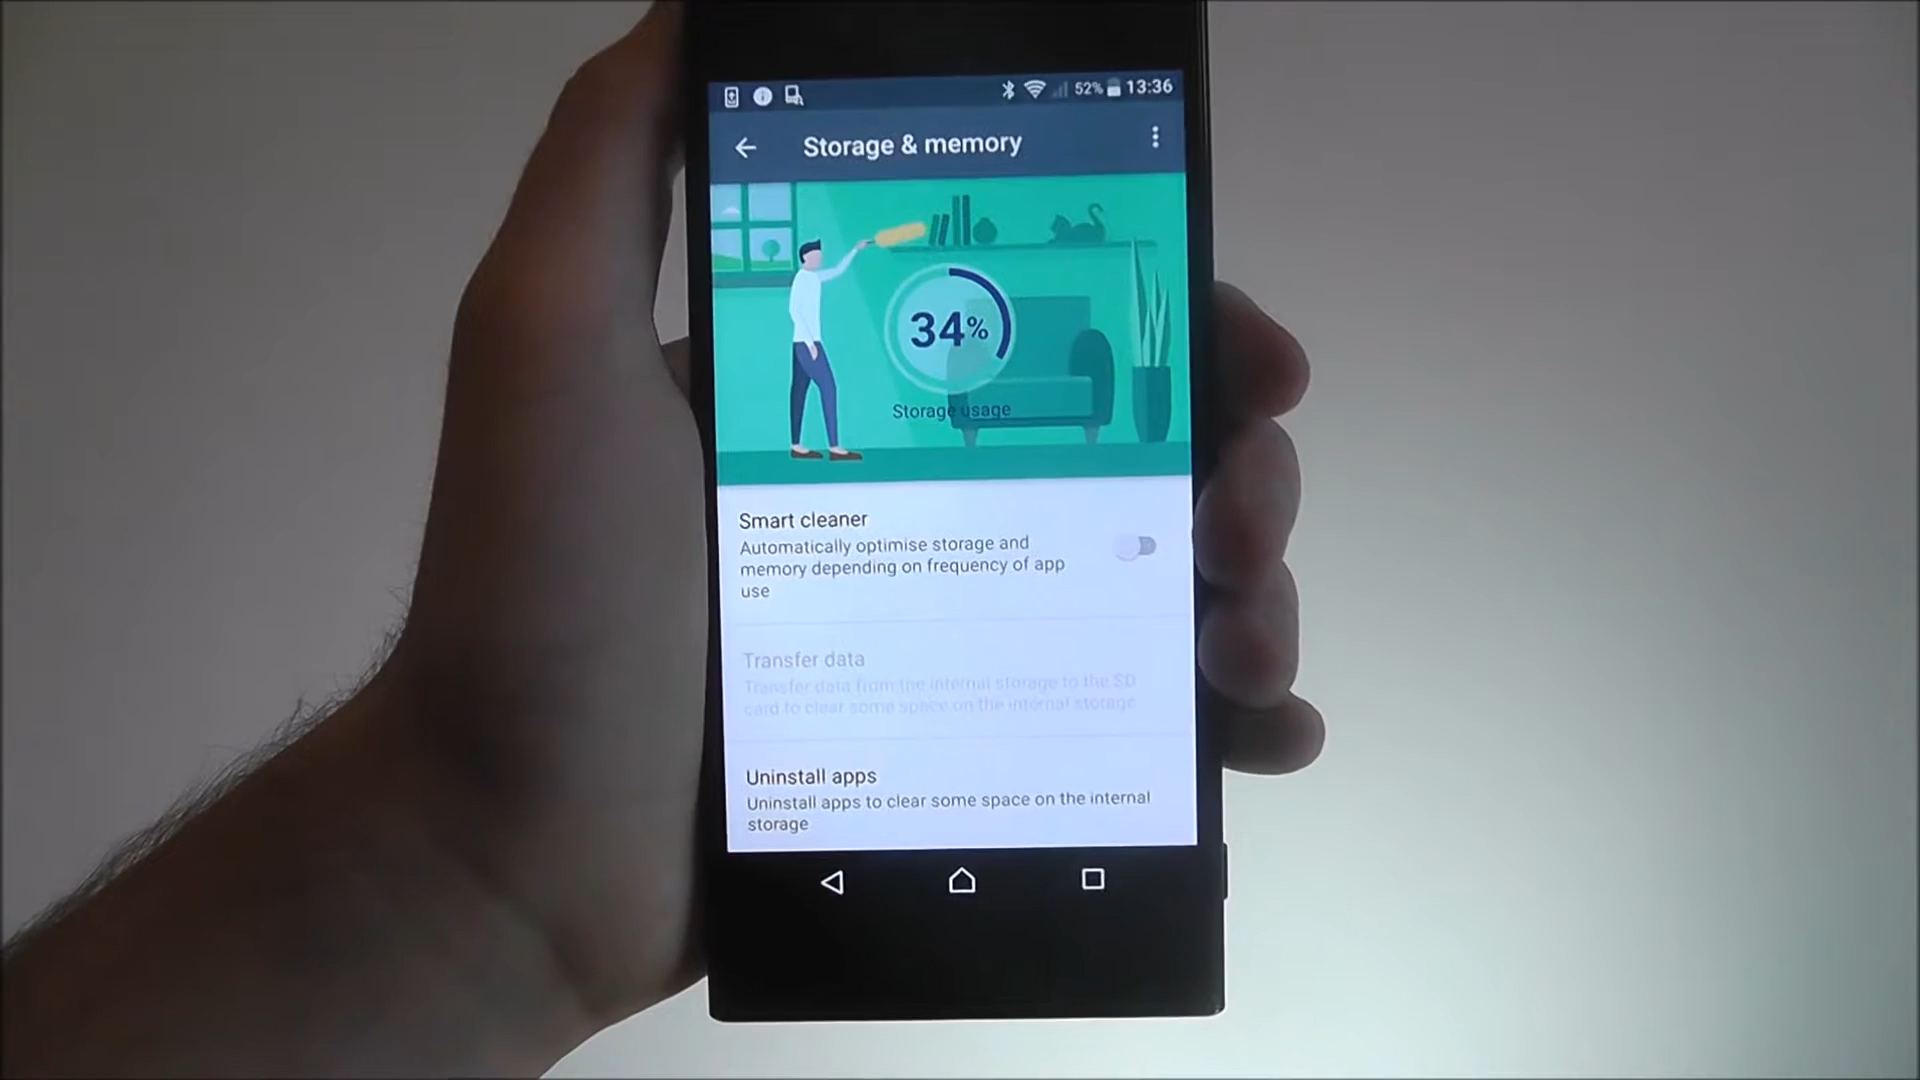 52% 13:36
Storage & memory
34%
Storage usage
Smart cleaner
Automatically optimise storage and
memory depending on frequency of app
use
Transfer data
Transfer data from the internal storage to the SD
card to clear some space on the internal storage
Uninstall apps
Uninstall apps to clear some space on the internal
storage